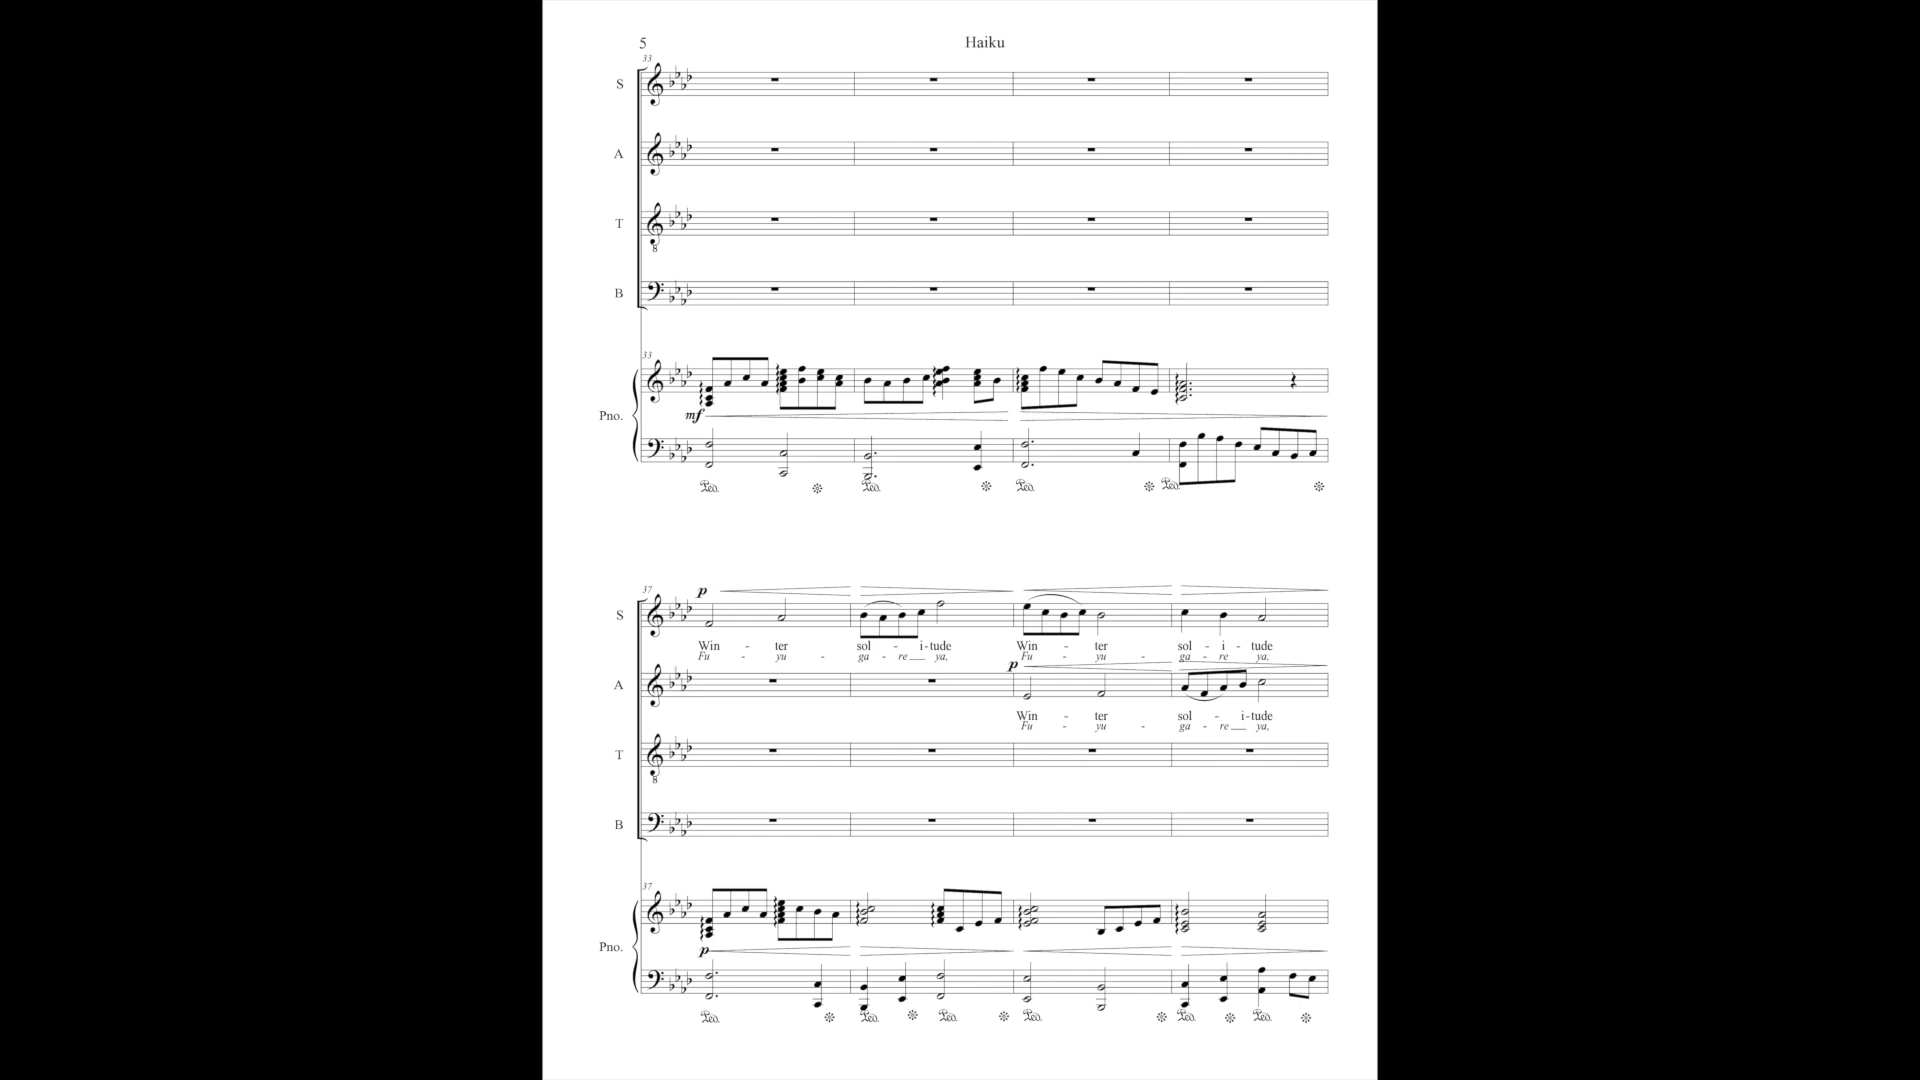 5 Haiku
33
S
A
T
B
33
mf
Pno.
37
p
S
Win - ter sol - i-tude Win - ter sol - i - tude
Fu - yu - ga - re ya, Fu - yu - ga - re ya,
p
A
Win - ter sol - i-tude
Fu - yu - ga - re ya,
T
B
37
Pno.
p